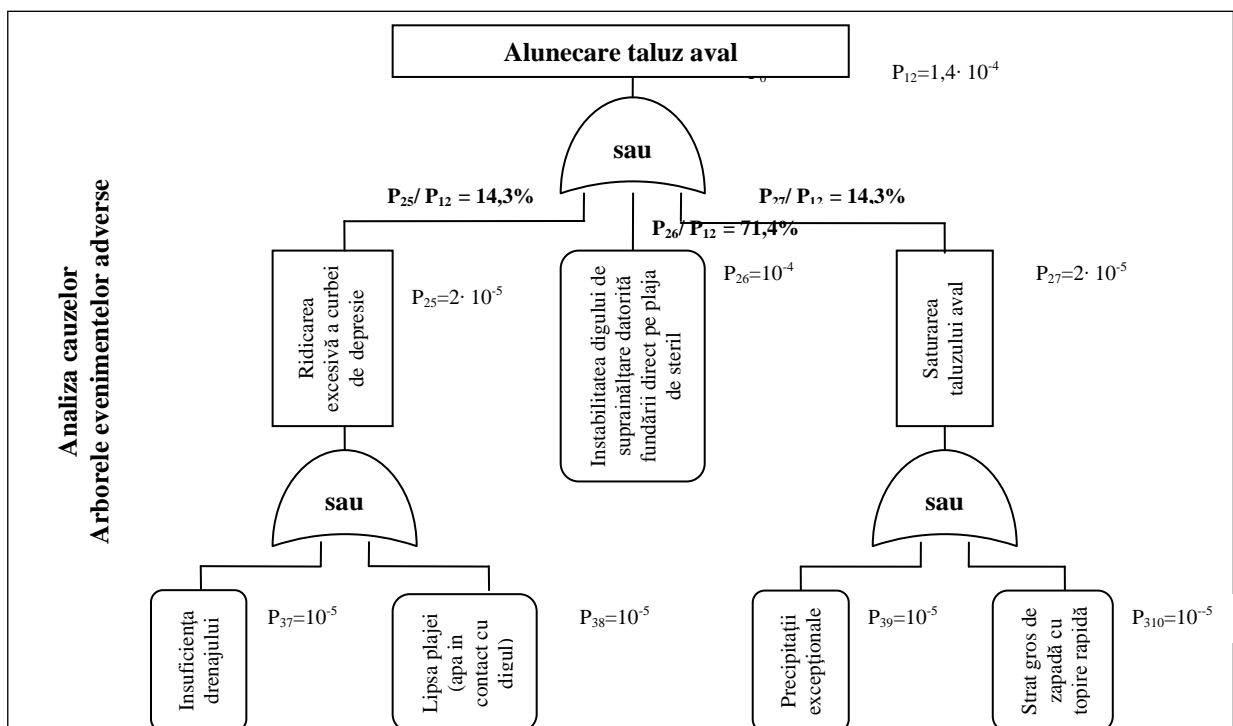 Alunecare taluz aval
P₁₂=1,4· 10⁻⁴
sau
P₂₅/ P₁₂ = 14,3%
P₂₇/ P₁₂ = 14,3%
P₂₆/ P₁₂ = 71,4%
Analiza cauzelor
Arborele evenimentelor adverse
Ridicarea
excesivă a curbei
de depresie
P₂₅=2· 10⁻⁵
Instabilitatea digului de
suprainălțare datorită
fundării direct pe plaja
de steril
P₂₆=10⁻⁴
Saturarea
taluzului aval
P₂₇=2· 10⁻⁵
sau
sau
Insuficiența
drenajului
P₃₇=10⁻⁵
Lipsa plajei
(apa in
contact cu
digul)
P₃₈=10⁻⁵
Precipitații
excepționale
P₃₉=10⁻⁵
Strat gros de
zapadă cu
topire rapidă
P₃₁₀=10⁻⁻⁵